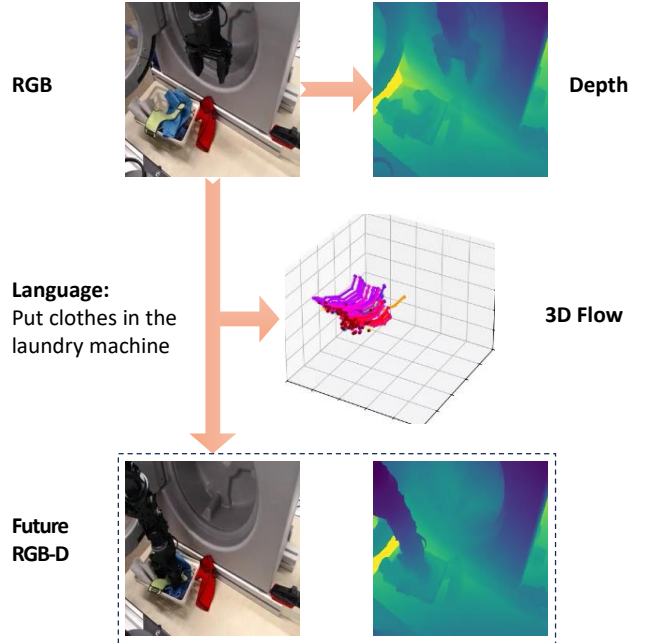 RGB
Depth
Language:
Put clothes in the
laundry machine
3D Flow
Future
RGB-D